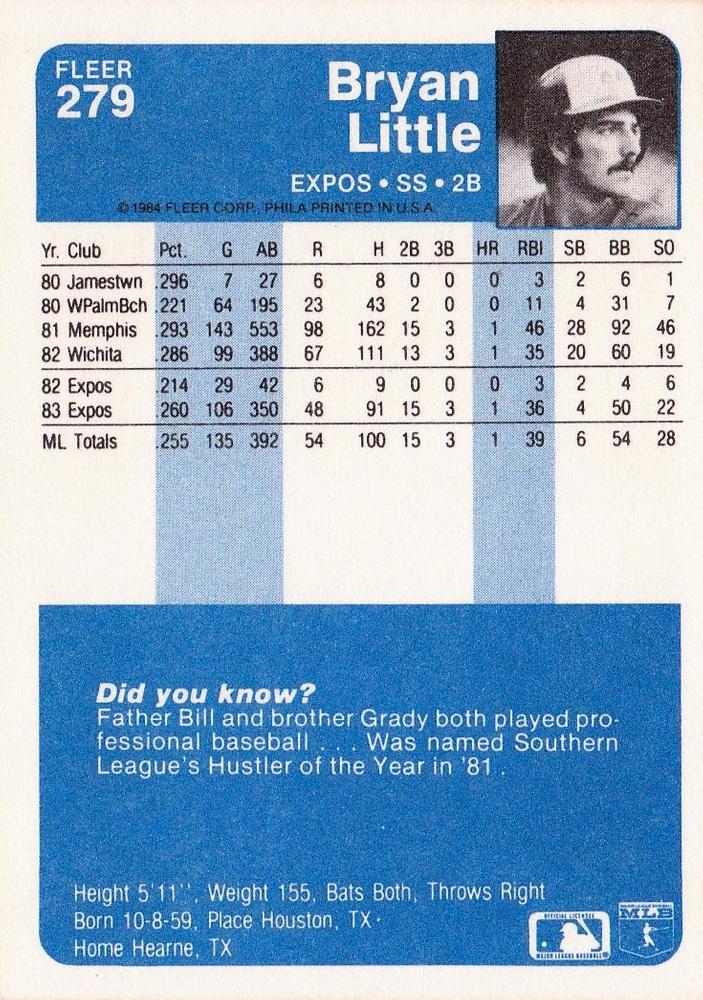 FLEER
279
Bryan
Little
EXPOS • SS • 2B
© 1984 FLEER CORP., PHILA PRINTED IN U.S.A.
Yr. Club Pct. G AB R H 2B 3B HR RBI SB BB SO
80 Jamestwn .296 7 27 6 8 0 0 0 3 2 6 1
80 WPalmBch .221 64 195 23 43 2 0 0 11 4 31 7
81 Memphis .293 143 553 98 162 15 3 1 46 28 92 46
82 Wichita .286 99 388 67 111 13 3 1 35 20 60 19
82 Expos .214 29 42 6 9 0 0 0 3 2 4 6
83 Expos .260 106 350 48 91 15 3 1 36 4 50 22
ML Totals .255 135 392 54 100 15 3 1 39 6 54 28
Did you know?
Father Bill and brother Grady both played pro-
fessional baseball . . . Was named Southern
League's Hustler of the Year in '81 .
Height 5'11'', Weight 155, Bats Both, Throws Right
Born 10-8-59, Place Houston, TX
Home Hearne, TX
OFFICIAL LICENSEE
MAJOR LEAGUE BASEBALL
MLB